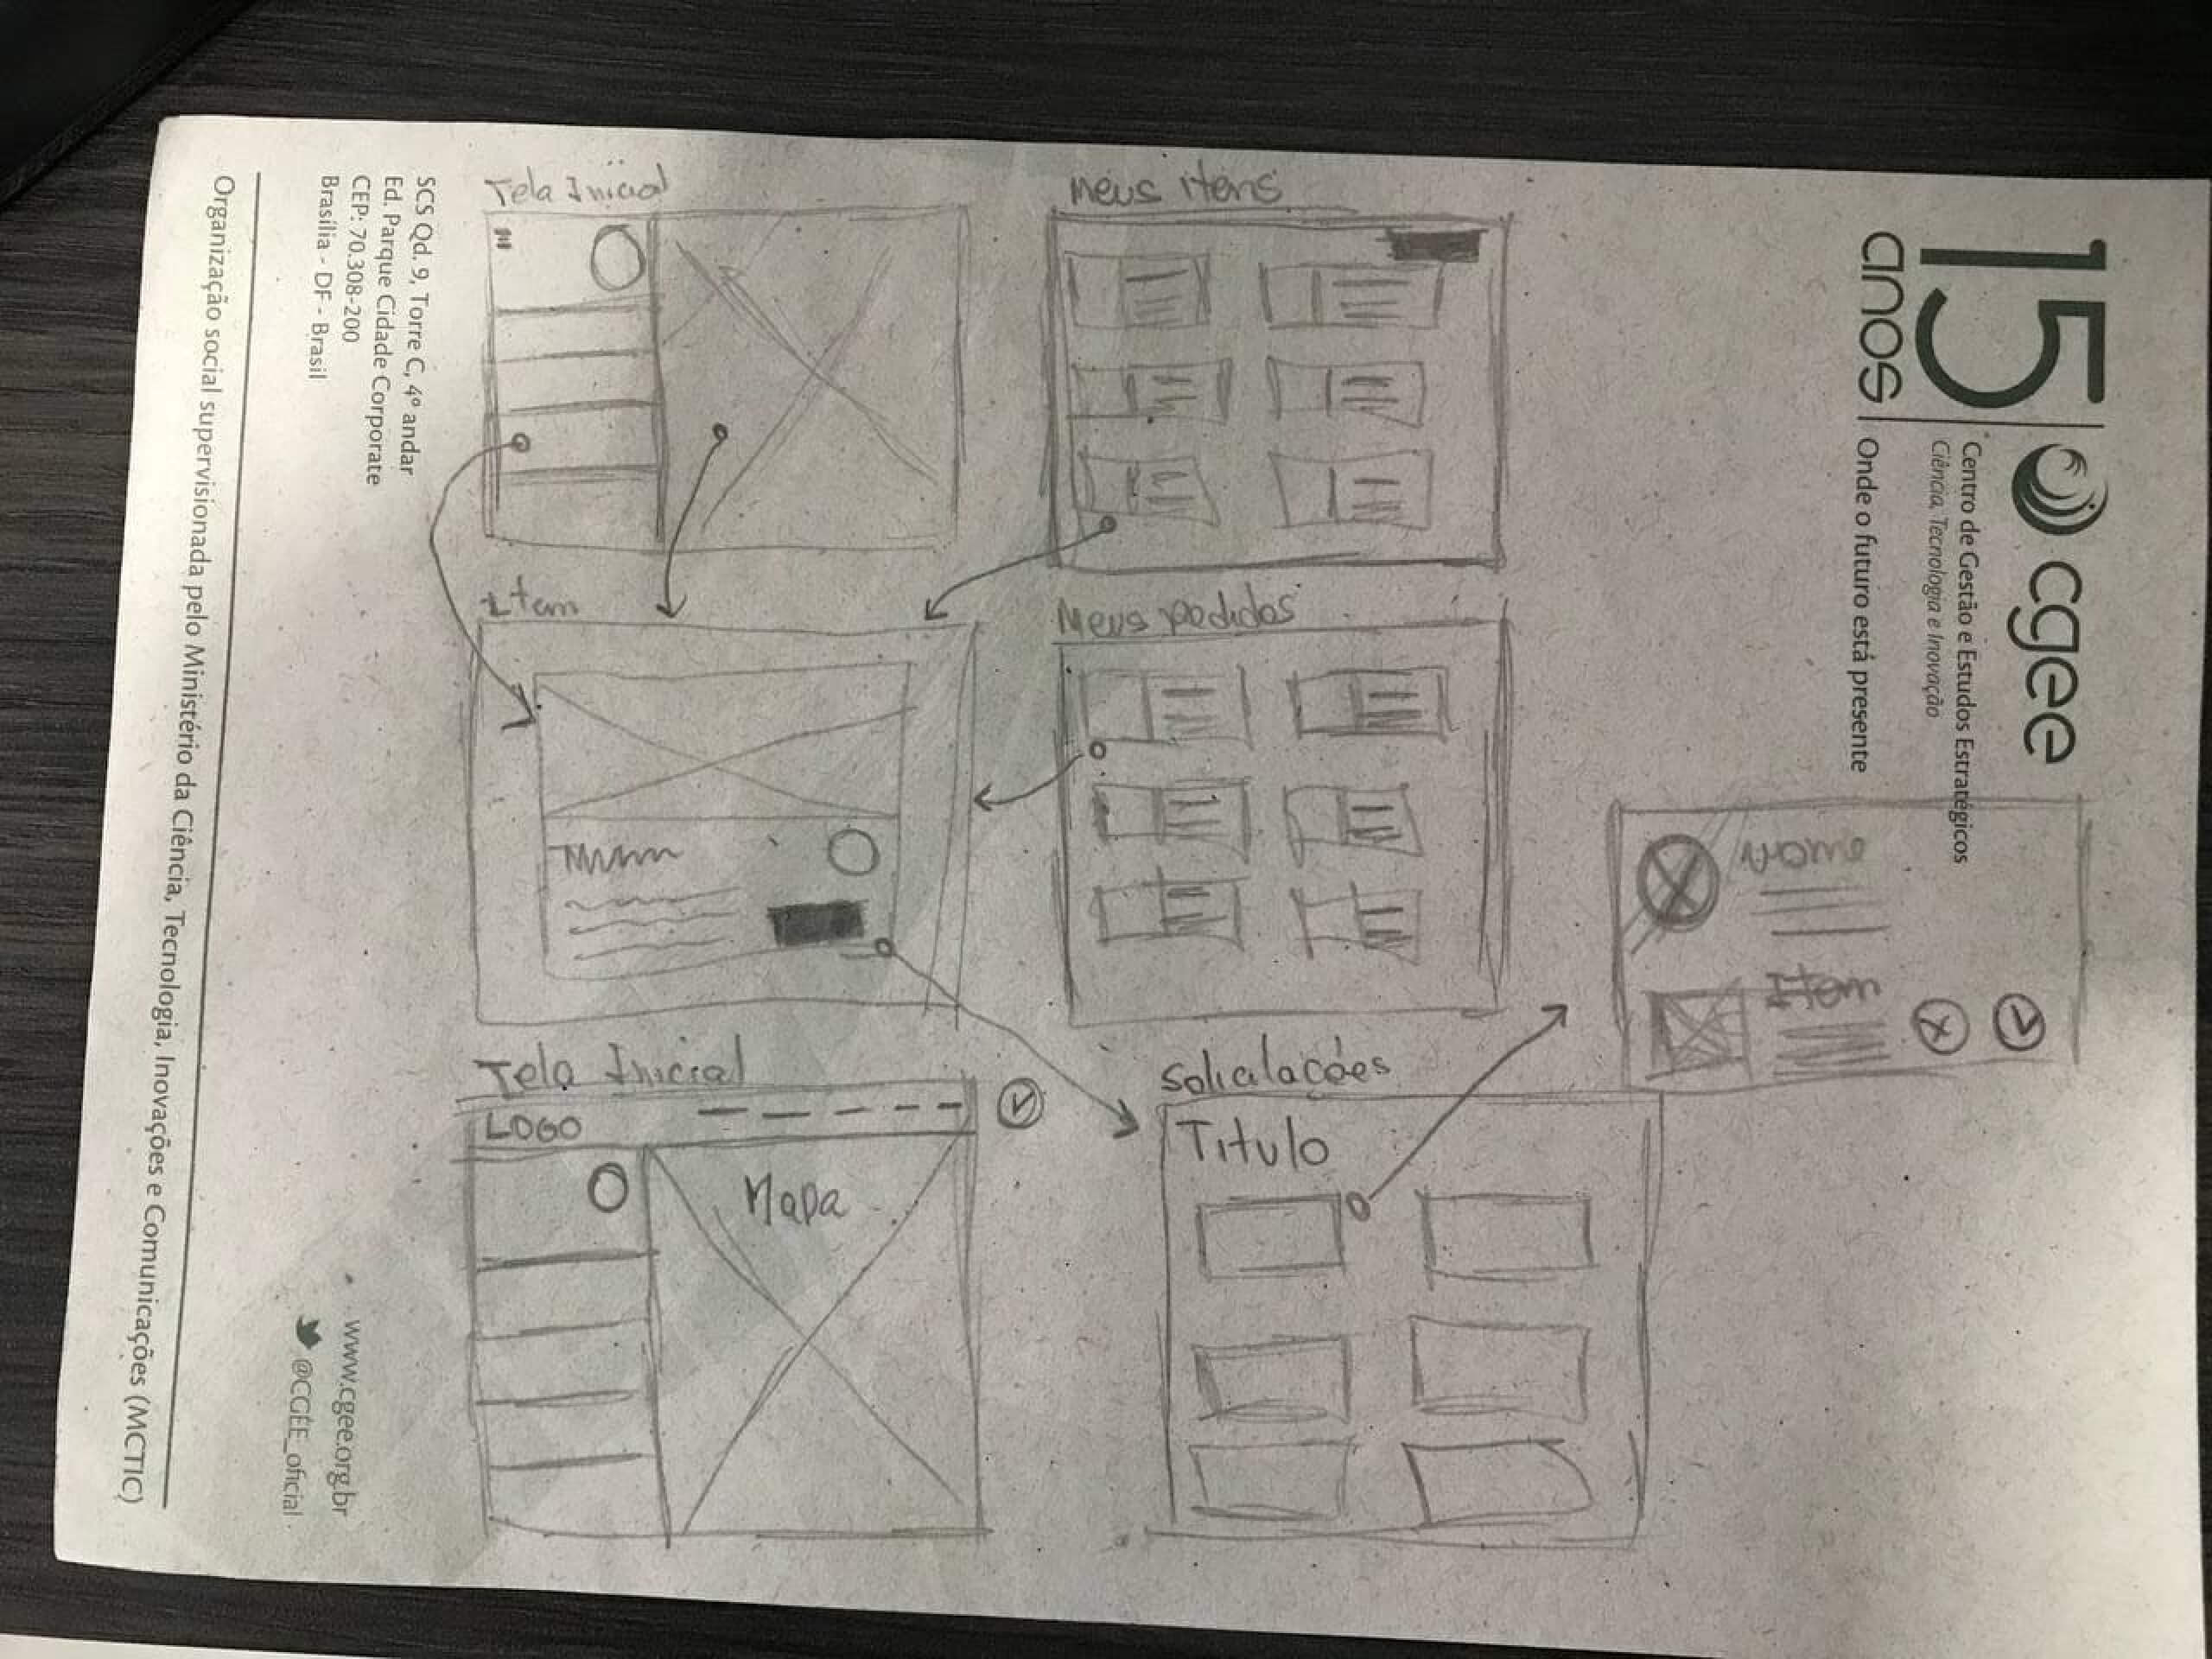 15 anos
cgee
Centro de Gestão e Estudos Estratégicos
Ciência, Tecnologia e Inovação
Onde o futuro está presente
Tela Inicial
Meus itens
Item
Meus pedidos
Nome
Item
Tela Inicial
LOGO
Mapa
Solicitações
Titulo
SCS Qd. 9, Torre C, 4º andar
Ed. Parque Cidade Corporate
CEP: 70.308-200
Brasília - DF - Brasil
www.cgee.org.br
@CGEE_oficial
Organização social supervisionada pelo Ministério da Ciência, Tecnologia, Inovações e Comunicações (MCTIC)